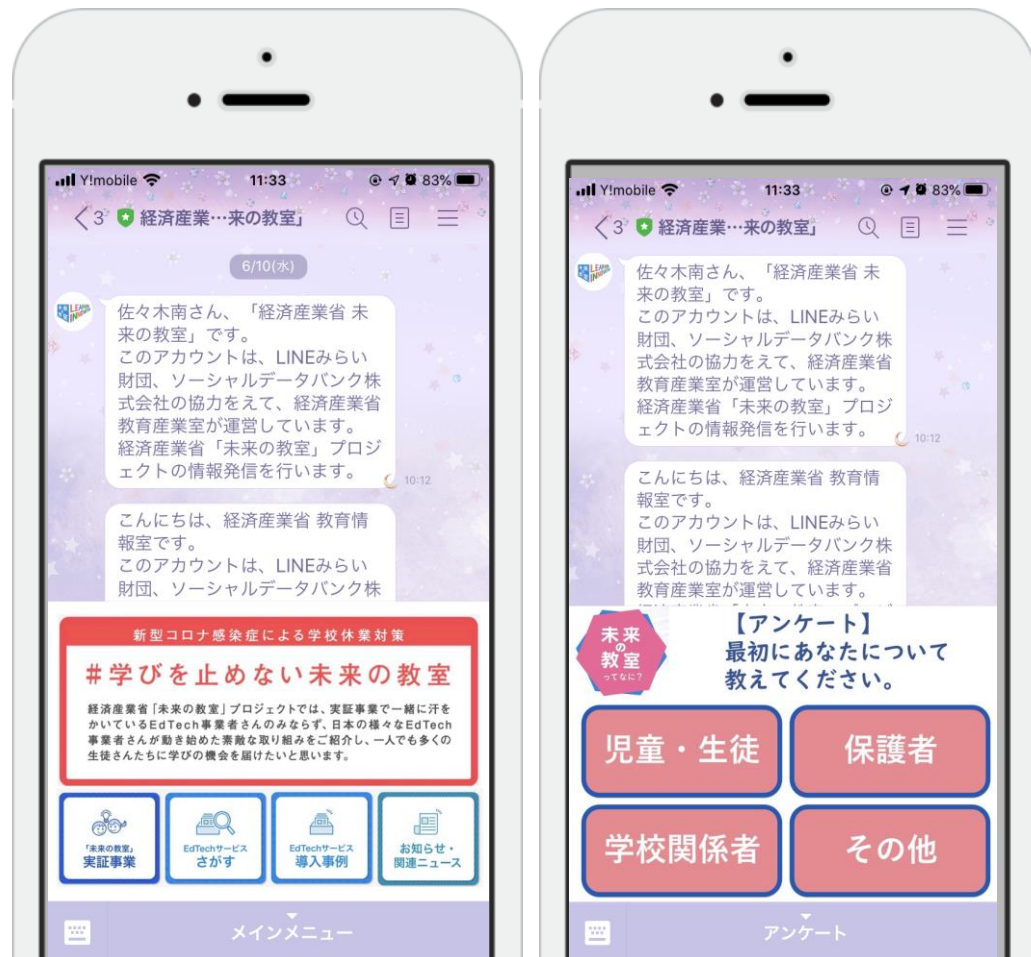 Y!mobile 11:33 83%
3 経済産業…来の教室」
6/10(水)
佐々木南さん、「経済産業省 未
来の教室」です。
このアカウントは、LINEみらい
財団、ソーシャルデータバンク株
式会社の協力をえて、経済産業省
教育産業室が運営しています。
経済産業省「未来の教室」プロジ
ェクトの情報発信を行います。
10:12
こんにちは、経済産業省 教育情
報室です。
このアカウントは、LINEみらい
財団、ソーシャルデータバンク株
新型コロナ感染症による学校休業対策
#学びを止めない未来の教室
経済産業省「未来の教室」プロジェクトでは、実証事業で一緒に汗を
かいているEdTech事業者さんのみならず、日本の様々なEdTech
事業者さんが動き始めた素敵な取り組みをご紹介し、一人でも多くの
生徒さんたちに学びの機会を届けたいと思います。
「未来の教室」
実証事業
EdTechサービス
さがす
EdTechサービス
導入事例
お知らせ・
関連ニュース
メインメニュー
Y!mobile 11:33 83%
3 経済産業…来の教室」
佐々木南さん、「経済産業省 未
来の教室」です。
このアカウントは、LINEみらい
財団、ソーシャルデータバンク株
式会社の協力をえて、経済産業省
教育産業室が運営しています。
経済産業省「未来の教室」プロジ
ェクトの情報発信を行います。
10:12
こんにちは、経済産業省 教育情
報室です。
このアカウントは、LINEみらい
財団、ソーシャルデータバンク株
式会社の協力をえて、経済産業省
教育産業室が運営しています。
未来
の
教室
ってなに?
【アンケート】
最初にあなたについて
教えてください。
児童・生徒
保護者
学校関係者
その他
アンケート